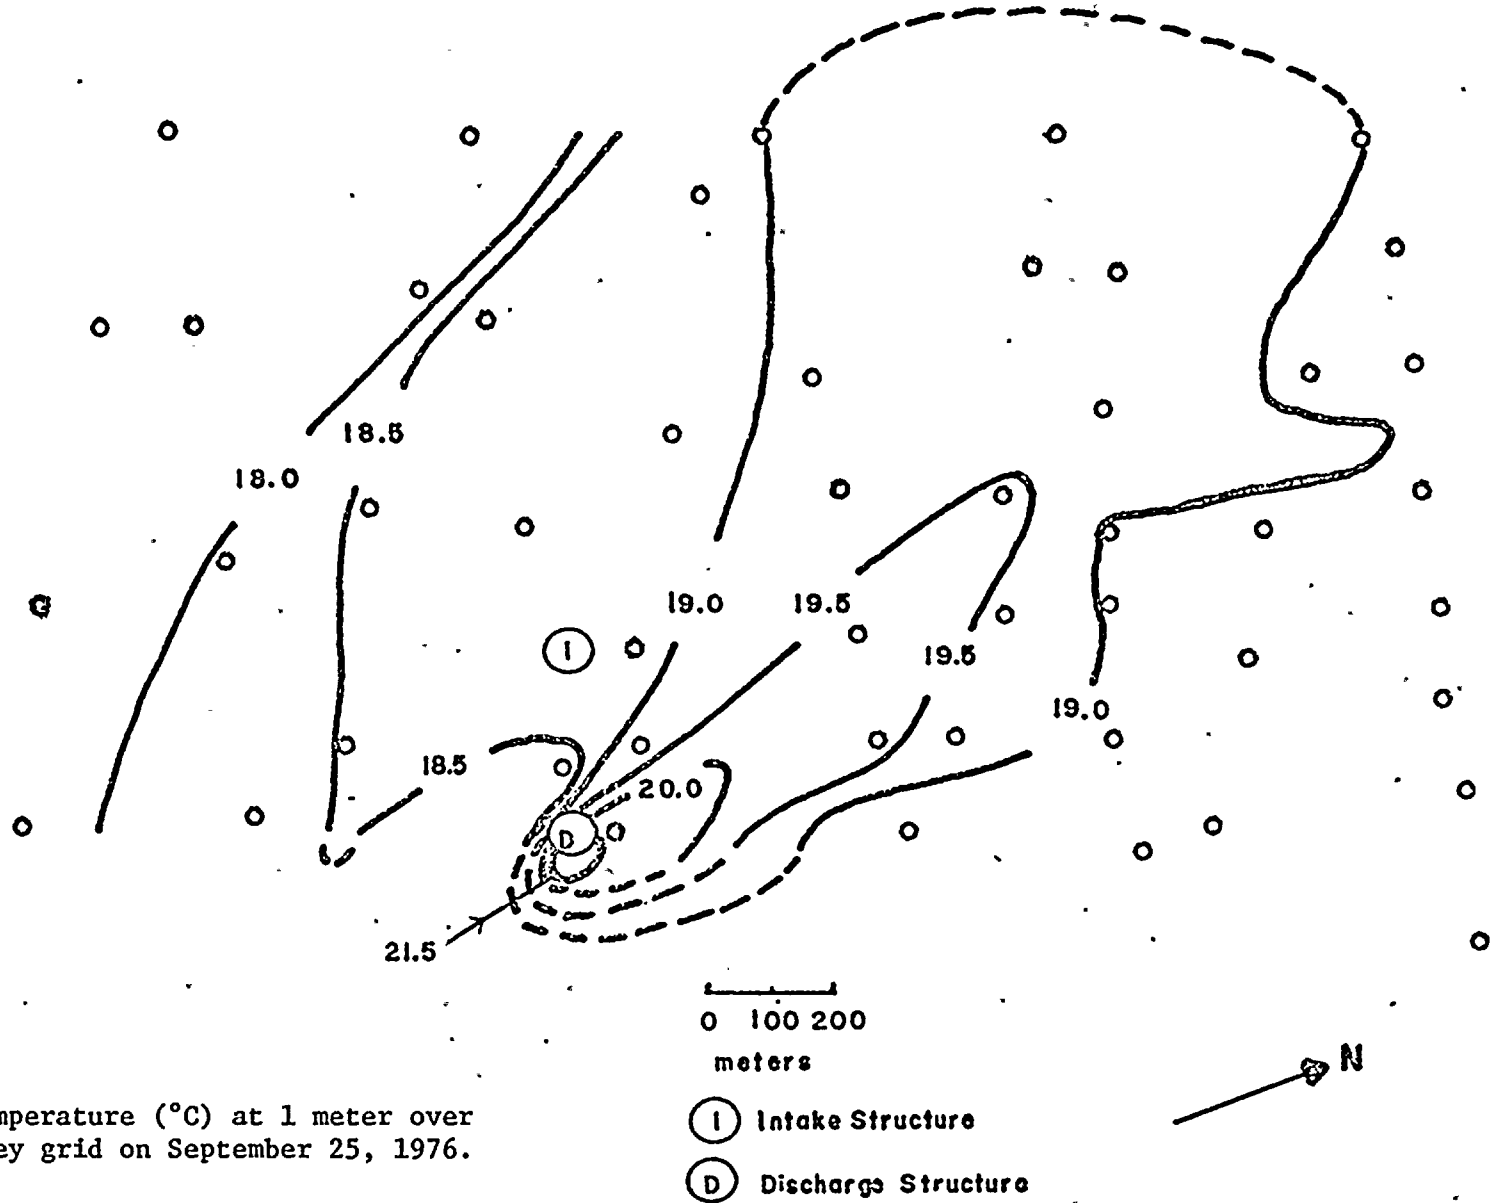 18.5
18.0
19.0
19.5
I
19.5
19.0
18.5
20.0
D
21.5
0 100 200
meters
N
mperature (°C) at 1 meter over
ey grid on September 25, 1976.
I Intake Structure
D Discharge Structure